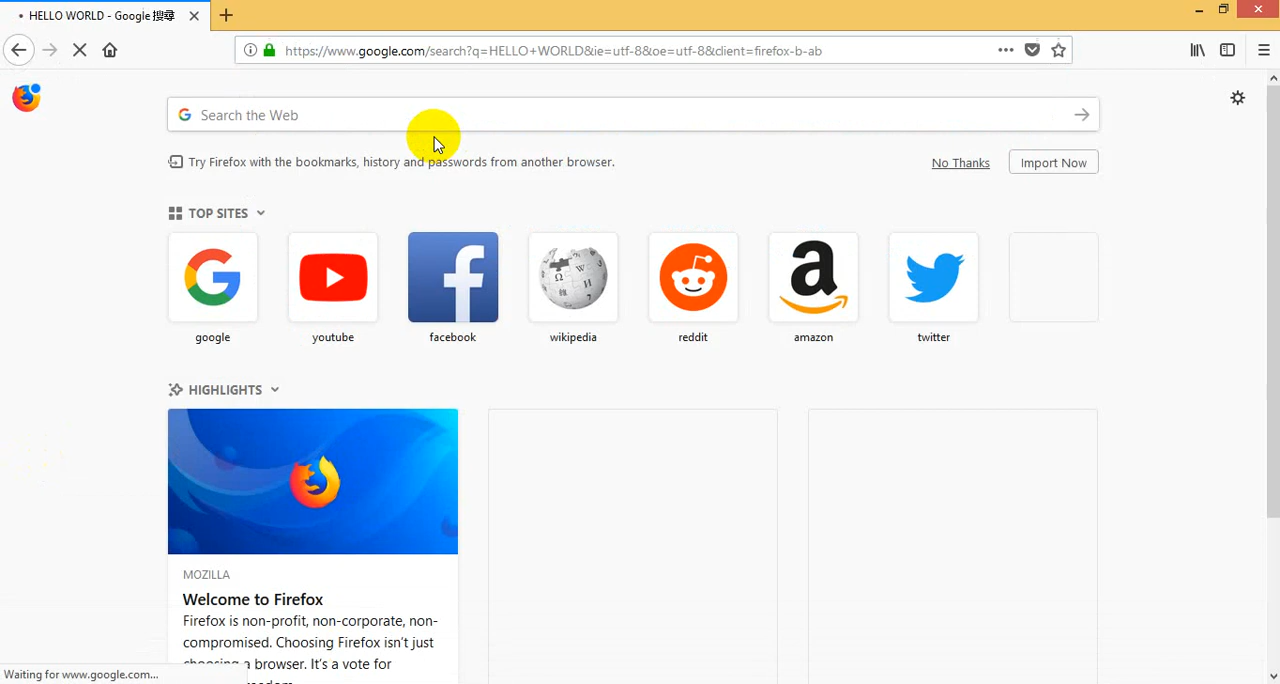 HELLO WORLD - Google 搜尋
https://www.google.com/search?q=HELLO+WORLD&ie=utf-8&oe=utf-8&client=firefox-b-ab
Search the Web
Try Firefox with the bookmarks, history and passwords from another browser.
No Thanks
Import Now
TOP SITES
google
youtube
facebook
wikipedia
reddit
amazon
twitter
HIGHLIGHTS
MOZILLA
Welcome to Firefox
Firefox is non-profit, non-corporate, non-
compromised. Choosing Firefox isn't just
choosing a browser. It's a vote for
Waiting for www.google.com...